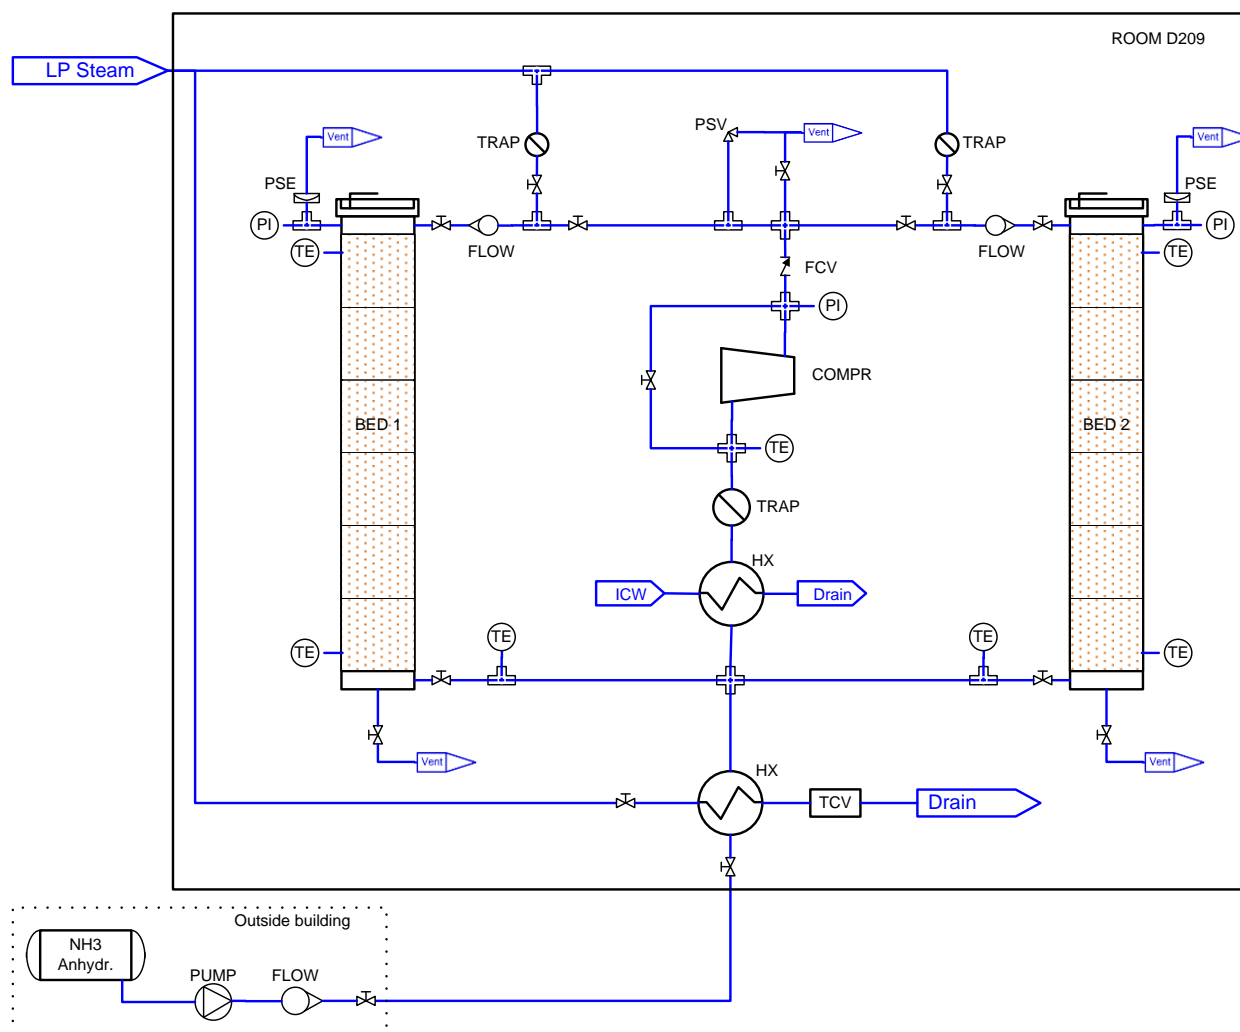 ROOM D209
LP Steam
Vent
PSV
Vent
Vent
TRAP
TRAP
PSE
PSE
PI
FLOW
FLOW
PI
TE
TE
FCV
PI
COMPR
BED 1
BED 2
TE
TRAP
HX
ICW
Drain
TE
TE
TE
TE
Vent
Vent
HX
TCV
Drain
Outside building
NH3
Anhydr.
PUMP
FLOW